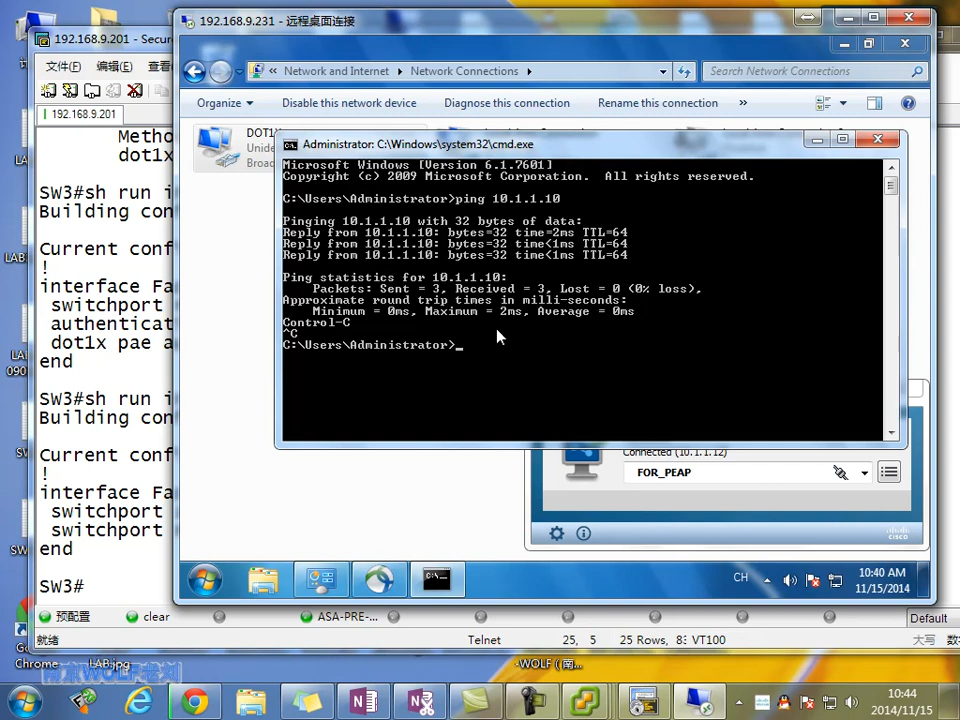 192.168.9.231 - 远程桌面连接
192.168.9.201 - Secure
文件(F) 编辑(E) 查看
192.168.9.201
Network and Internet Network Connections
Search Network Connections
Organize Disable this network device Diagnose this connection Rename this connection »
Administrator: C:\Windows\system32\cmd.exe
Microsoft Windows [Version 6.1.7601]
Copyright (c) 2009 Microsoft Corporation. All rights reserved.
C:\Users\Administrator>ping 10.1.1.10
Pinging 10.1.1.10 with 32 bytes of data:
Reply from 10.1.1.10: bytes=32 time=2ms TTL=64
Reply from 10.1.1.10: bytes=32 time<1ms TTL=64
Reply from 10.1.1.10: bytes=32 time<1ms TTL=64
Ping statistics for 10.1.1.10:
Packets: Sent = 3, Received = 3, Lost = 0 (0% loss),
Approximate round trip times in milli-seconds:
Minimum = 0ms, Maximum = 2ms, Average = 0ms
Control-C
^C
C:\Users\Administrator>_
Metho
dot1x
SW3#sh run i
Building con
Current conf
!
interface Fa
switchport
authenticat
dot1x pae a
end
SW3#sh run i
Building con
Current conf
!
interface Fa
switchport
switchport
end
SW3#
Connected (10.1.1.12)
FOR_PEAP
CISCO
CH
10:40 AM
11/15/2014
预配置 clear ASA-PRE-... Default
就绪 Telnet 25, 5 25 Rows, 83 VT100 大写
Chrome LAB.jpg -WOLF (南...
10:44
2014/11/15